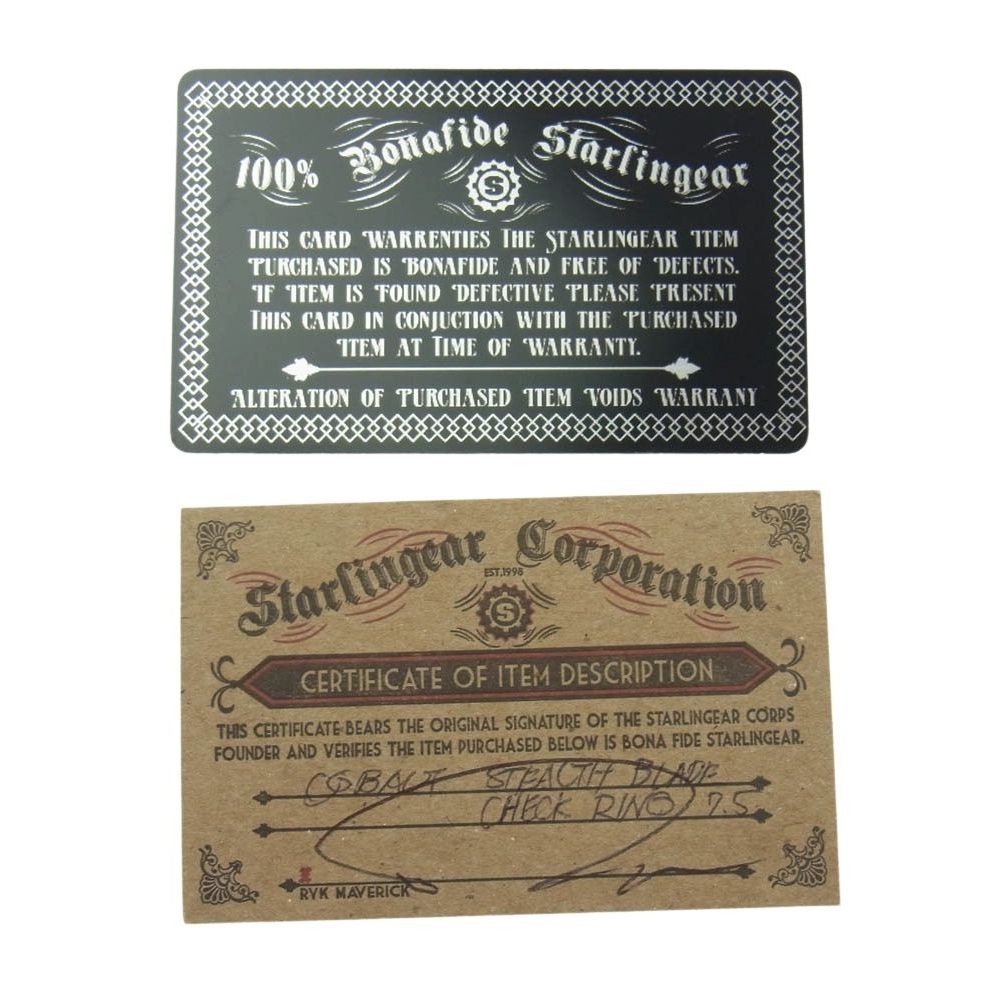 100% Bonafide Starlingear
S
THIS CARD WARRENTIES THE STARLINGEAR ITEM
PURCHASED IS BONAFIDE AND FREE OF DEFECTS.
IF ITEM IS FOUND DEFECTIVE PLEASE PRESENT
THIS CARD IN CONJUCTION WITH THE PURCHASED
ITEM AT TIME OF WARRANTY.
ALTERATION OF PURCHASED ITEM VOIDS WARRANY
Starlingear Corporation
EST.1998
S
CERTIFICATE OF ITEM DESCRIPTION
THIS CERTIFICATE BEARS THE ORIGINAL SIGNATURE OF THE STARLINGEAR CORPS
FOUNDER AND VERIFIES THE ITEM PURCHASED BELOW IS BONA FIDE STARLINGEAR.
COBALT STEALTH BLADE
CHECK RING 7.5
X
RYK MAVERICK